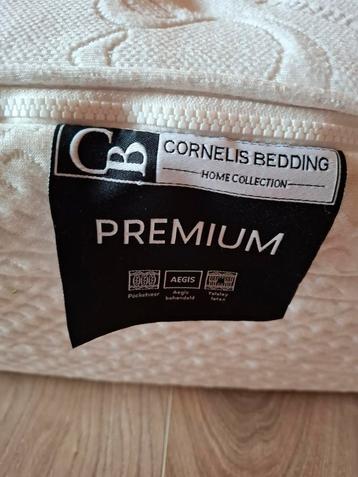 CB CORNELIS BEDDING
HOME COLLECTION
PREMIUM
AEGIS
Pocketveer Aegis behandeld Talalay latex